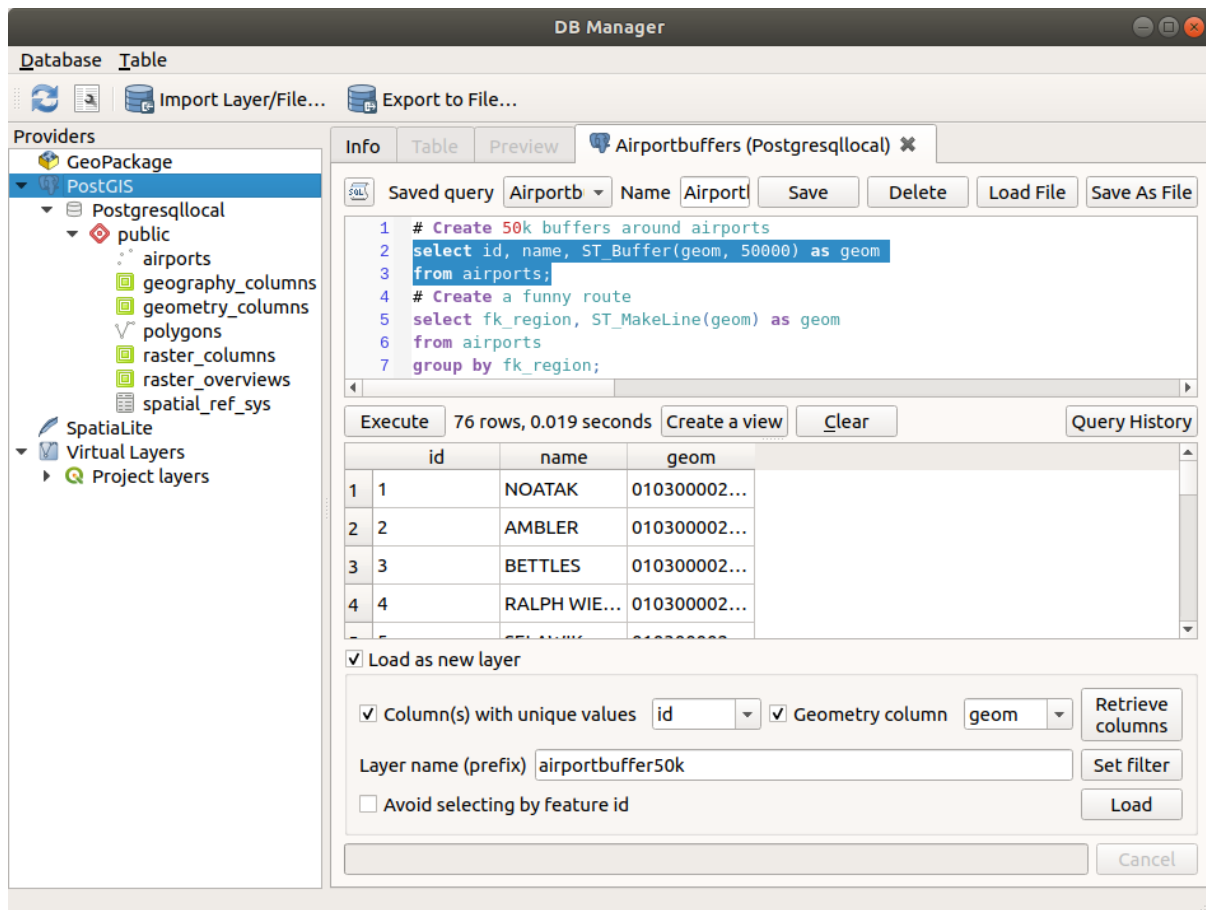 DB Manager
Database Table
Import Layer/File... Export to File...
Providers
GeoPackage
PostGIS
Postgresqllocal
public
airports
geography_columns
geometry_columns
polygons
raster_columns
raster_overviews
spatial_ref_sys
SpatiaLite
Virtual Layers
Project layers
Info Table Preview Airportbuffers (Postgresqllocal)
SQL Saved query Airportb Name Airportl Save Delete Load File Save As File
1 # Create 50k buffers around airports
2 select id, name, ST_Buffer(geom, 50000) as geom
3 from airports;
4 # Create a funny route
5 select fk_region, ST_MakeLine(geom) as geom
6 from airports
7 group by fk_region;
Execute 76 rows, 0.019 seconds Create a view Clear Query History
id name geom
1 1 NOATAK 010300002...
2 2 AMBLER 010300002...
3 3 BETTLES 010300002...
4 4 RALPH WIE... 010300002...
Load as new layer
Column(s) with unique values id Geometry column geom Retrieve columns
Layer name (prefix) airportbuffer50k Set filter
Avoid selecting by feature id Load
Cancel